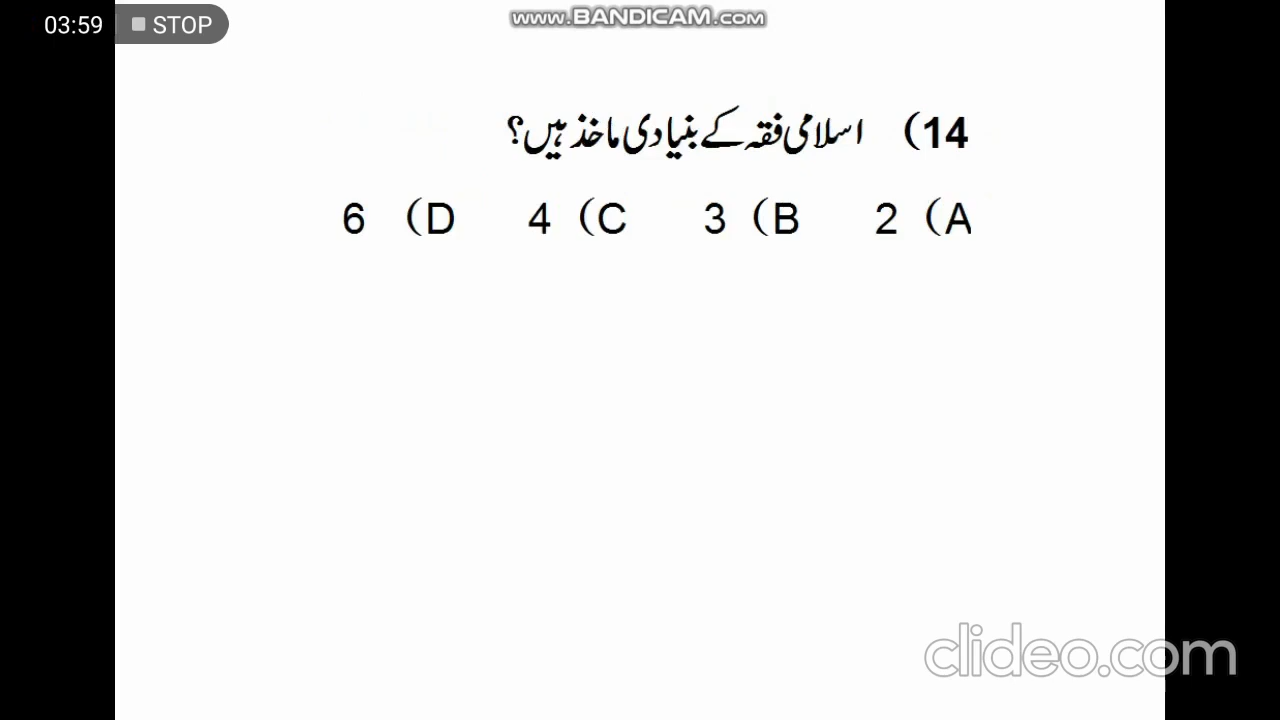 03:59 STOP
www.BANDICAM.com
14) اسلامی فقہ کے بنیادی ماخذ ہیں؟
A) 2 B) 3 C) 4 D) 6
clideo.com